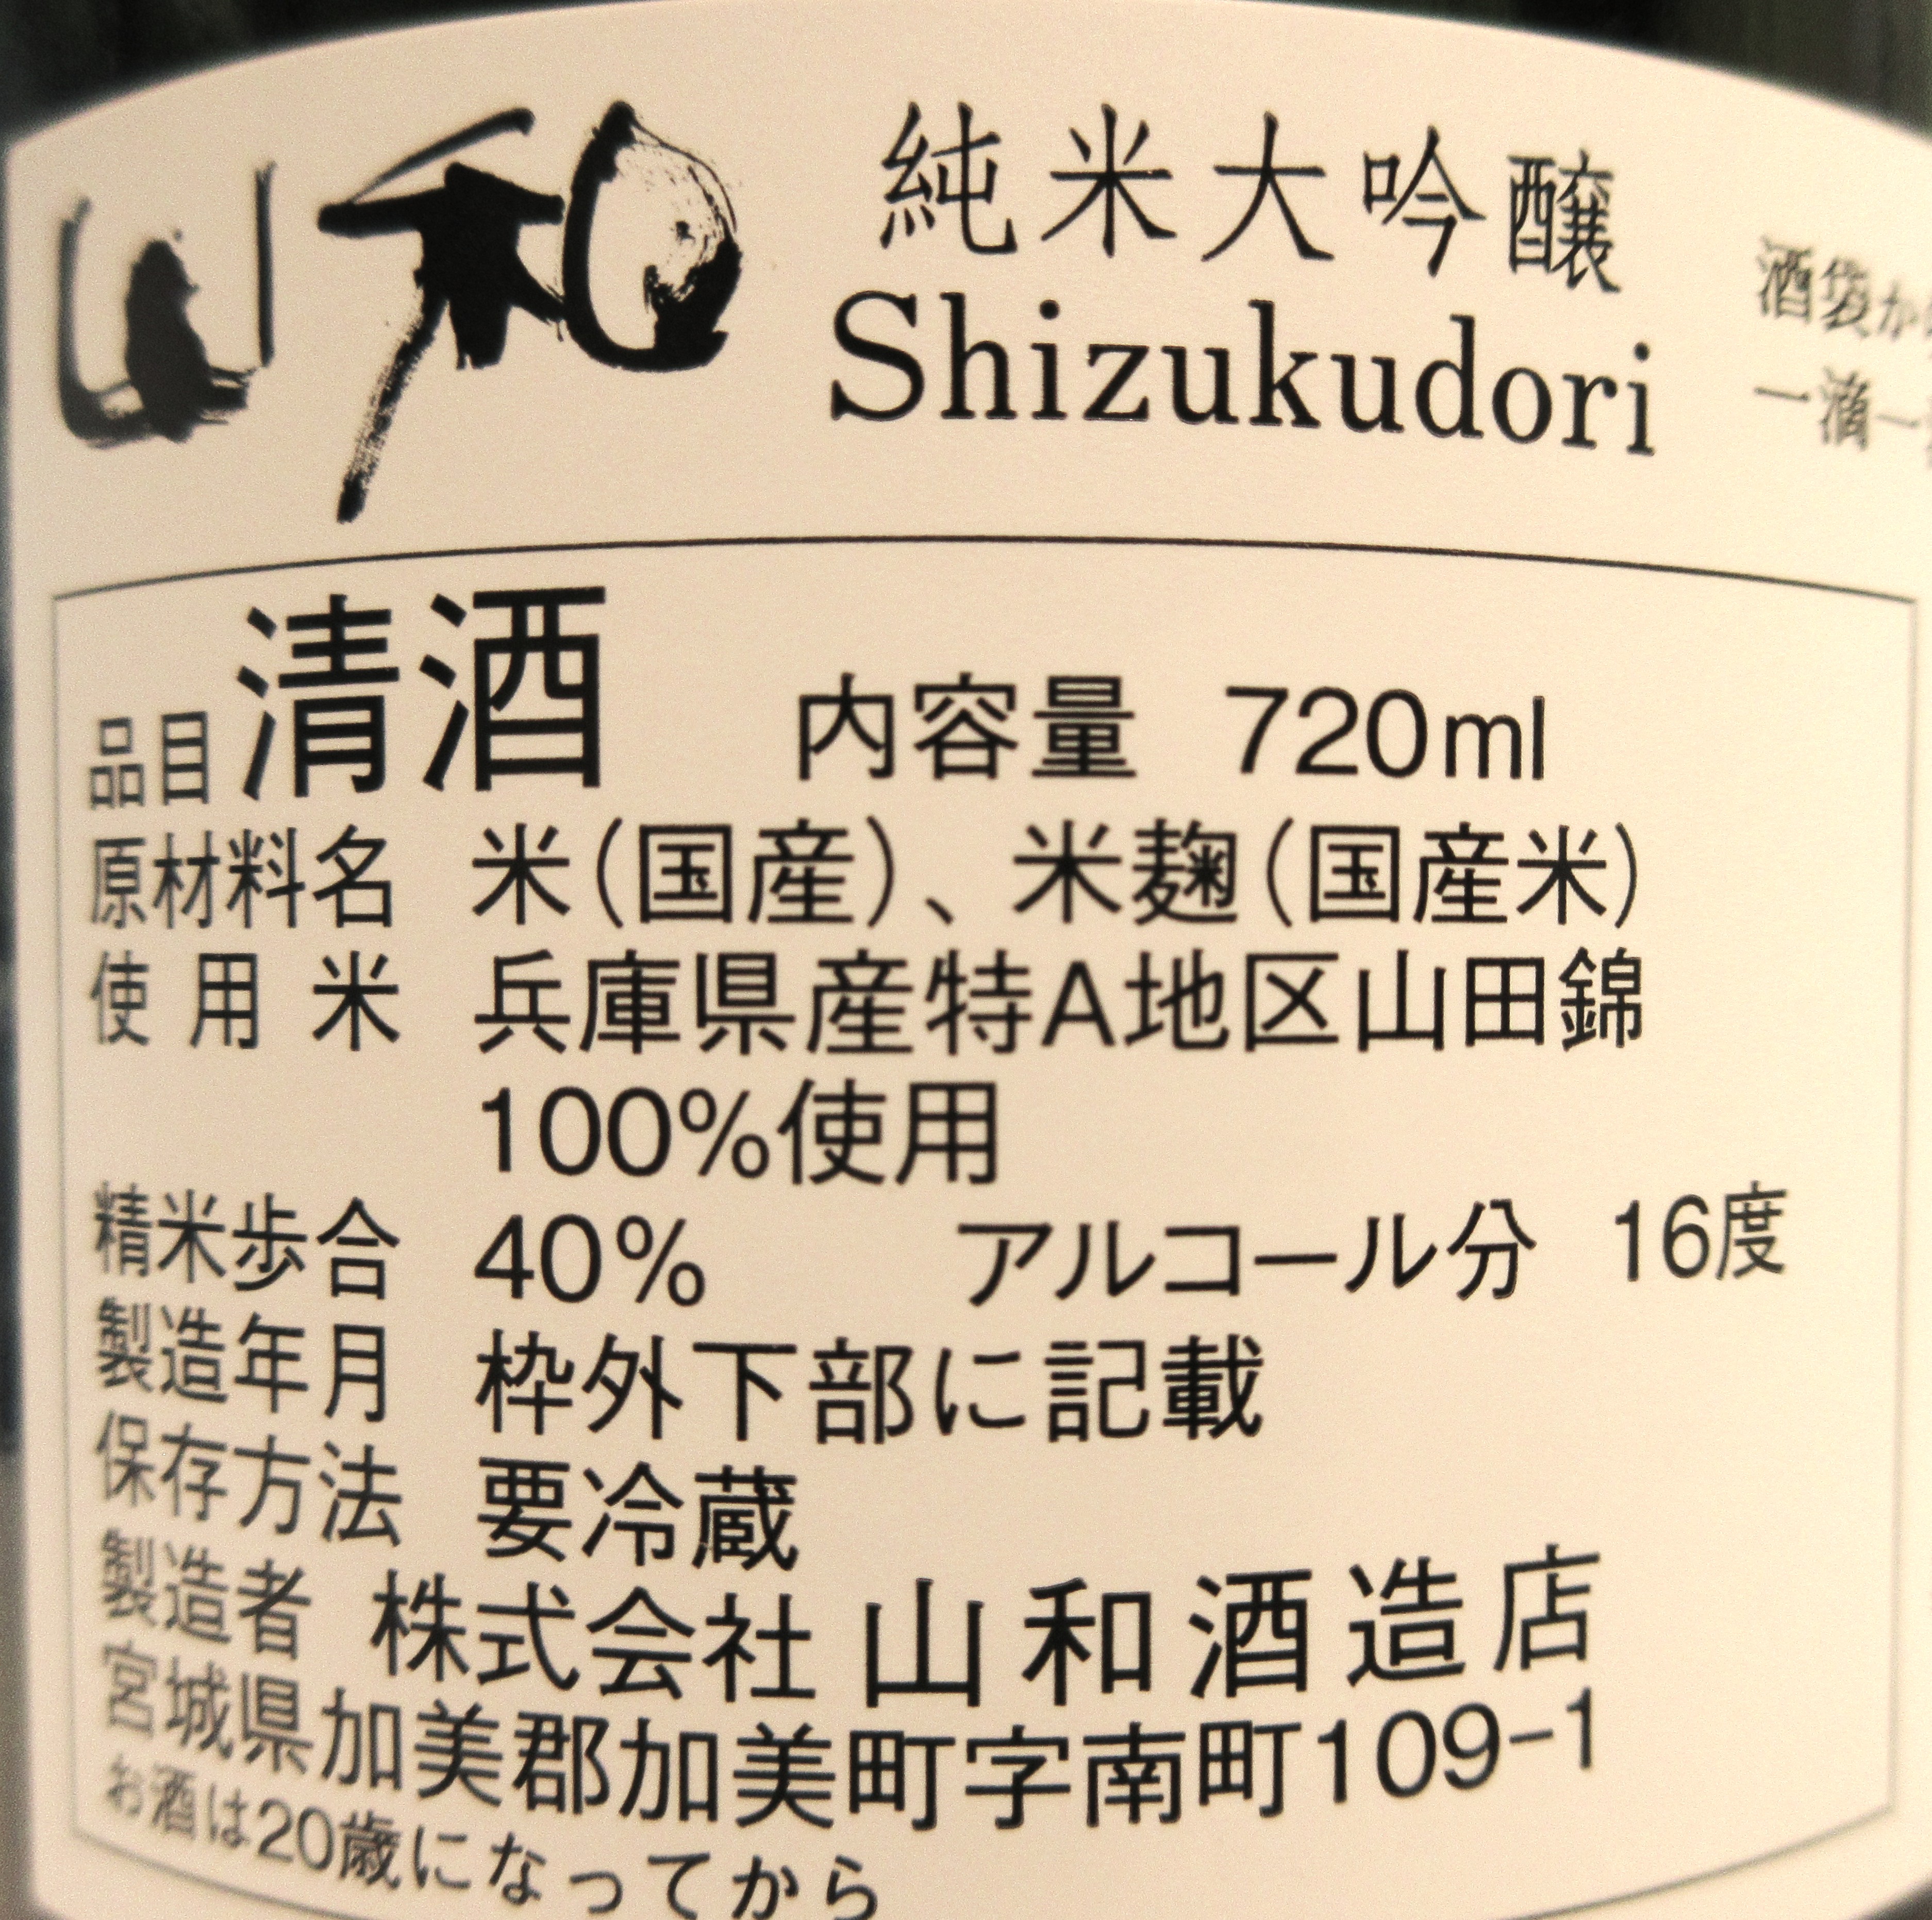 山和 純米大吟醸
Shizukudori
酒袋か
一滴一
品目 清酒 内容量 720ml
原材料名 米(国産)、米麹(国産米)
使用米 兵庫県産特A地区山田錦
100%使用
精米歩合 40% アルコール分 16度
製造年月 枠外下部に記載
保存方法 要冷蔵
製造者 株式会社 山和酒造店
宮城県加美郡加美町字南町109-1
お酒は20歳になってから